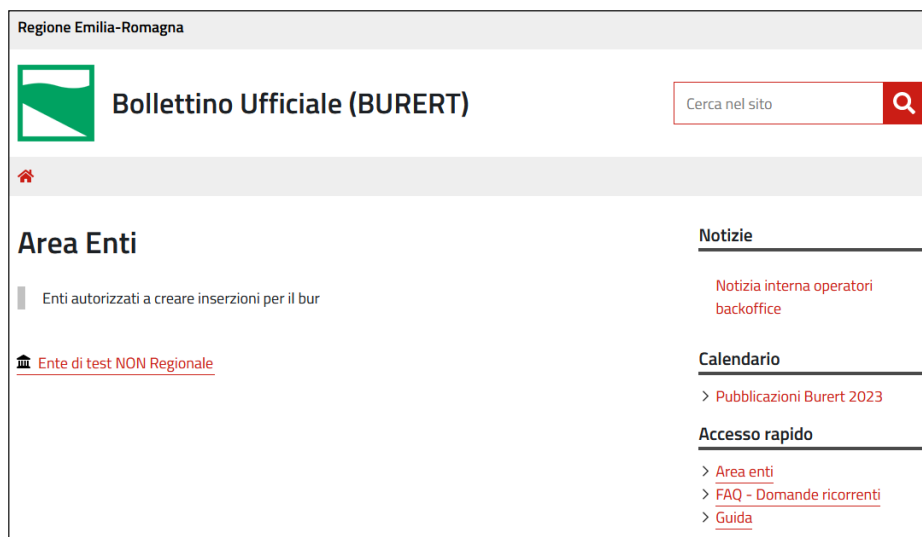 Regione Emilia-Romagna
Bollettino Ufficiale (BURERT)
Cerca nel sito
Area Enti
Enti autorizzati a creare inserzioni per il bur
Ente di test NON Regionale
Notizie
Notizia interna operatori
backoffice
Calendario
Pubblicazioni Burert 2023
Accesso rapido
Area enti
FAQ - Domande ricorrenti
Guida